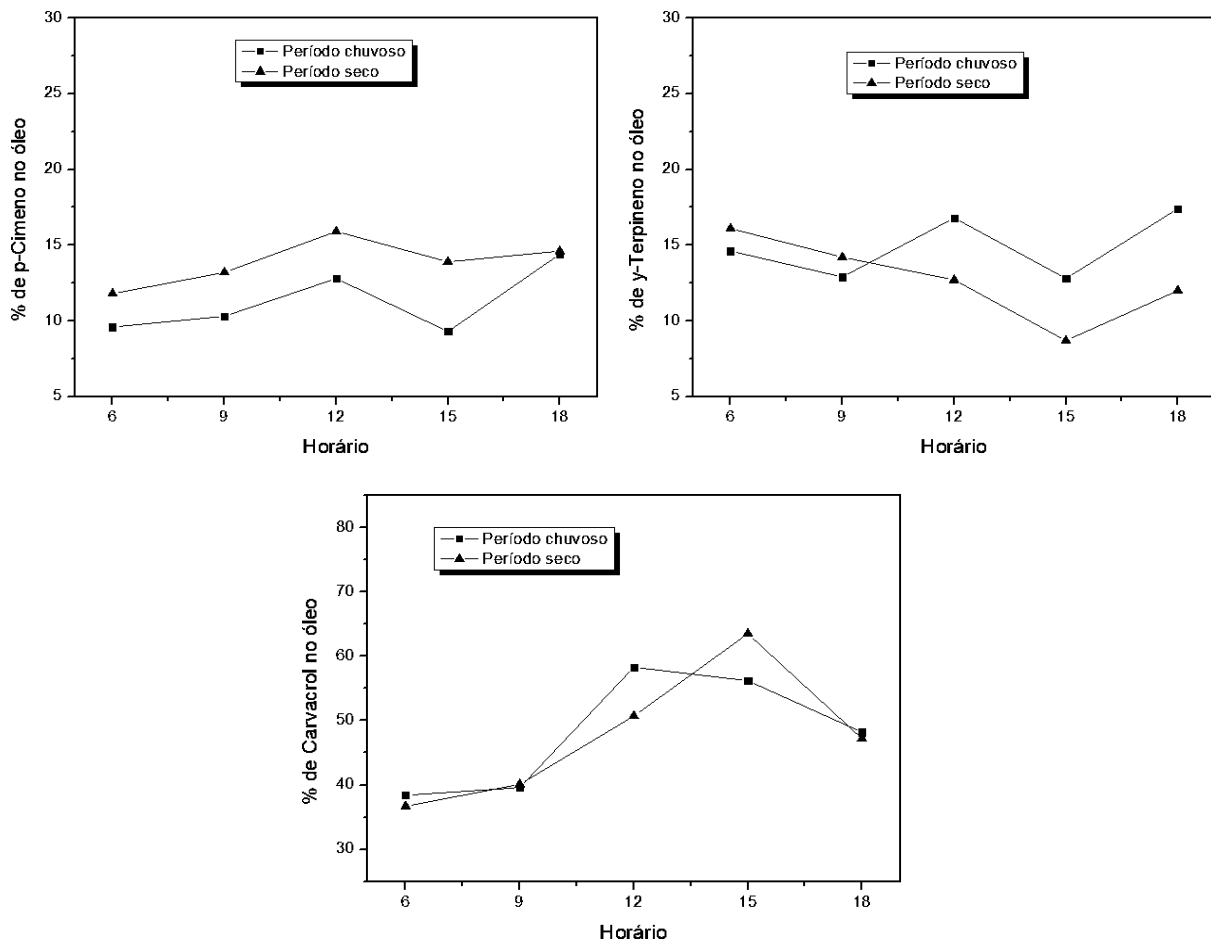 30
25
20
15
10
5
% de p-Cimeno no óleo
Período chuvoso
Período seco
6 9 12 15 18
Horário
30
25
20
15
10
5
% de y-Terpineno no óleo
Período chuvoso
Período seco
6 9 12 15 18
Horário
80
70
60
50
40
30
% de Carvacrol no óleo
Período chuvoso
Período seco
6 9 12 15 18
Horário